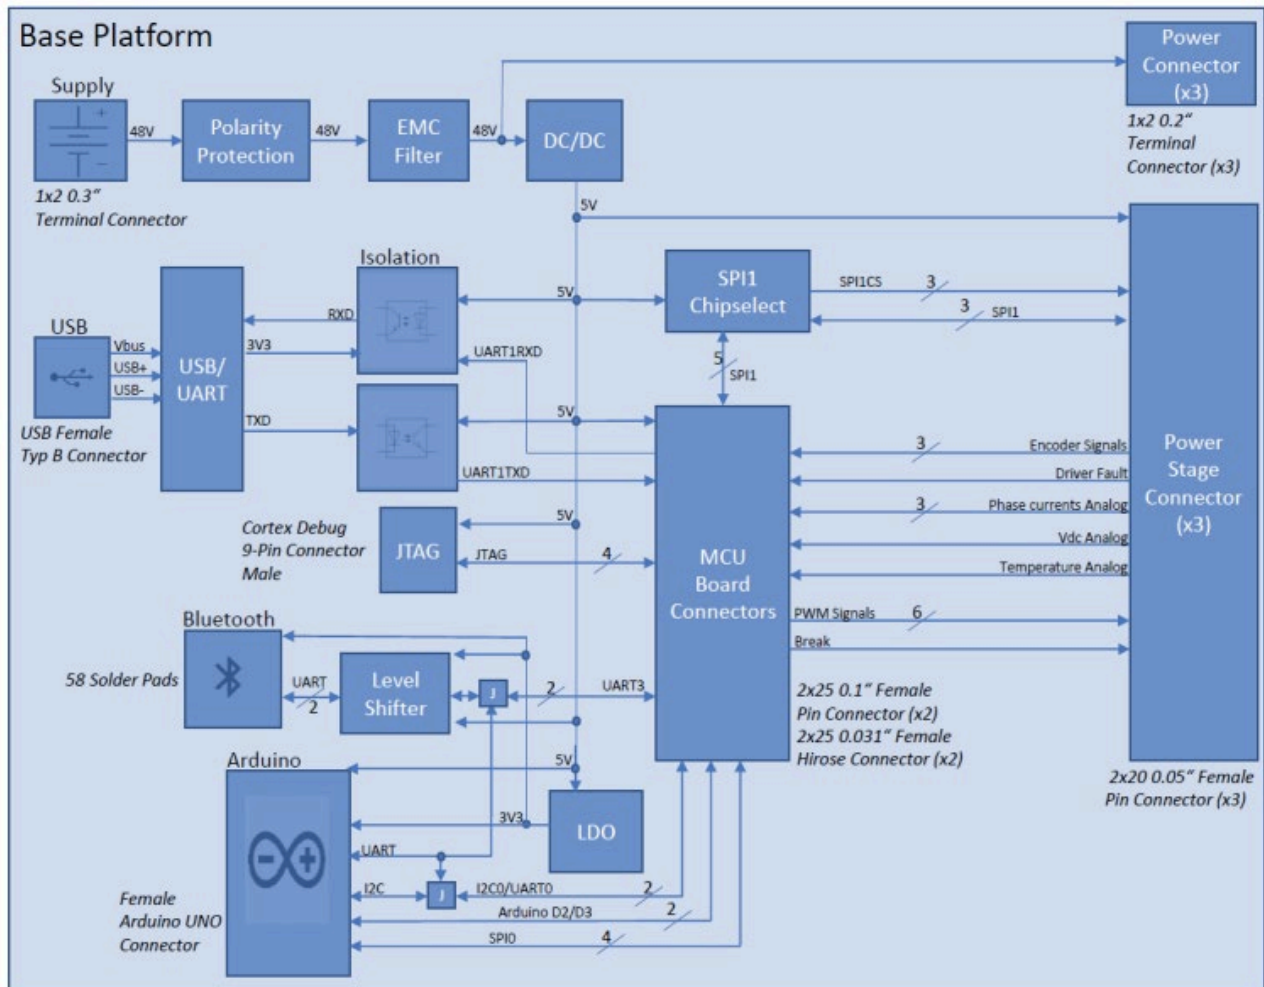 Base Platform
Supply
48V
Polarity
Protection
48V
EMC
Filter
48V
DC/DC
Power
Connector
(x3)
1x2 0.3“
Terminal Connector
1x2 0.2“
Terminal
Connector (x3)
5V
Isolation
USB
Vbus
USB+
USB-
USB/
UART
RXD
3V3
TXD
5V
UART1RXD
5V
UART1TXD
USB Female
Typ B Connector
SPI1
Chipselect
SPI1CS
3
3
SPI1
5
SPI1
Power
Stage
Connector
(x3)
Cortex Debug
9-Pin Connector
Male
JTAG
5V
JTAG
4
MCU
Board
Connectors
3
Encoder Signals
Driver Fault
3
Phase currents Analog
Vdc Analog
Temperature Analog
PWM Signals
6
Break
Bluetooth
58 Solder Pads
UART
2
Level
Shifter
J
2
UART3
2x25 0.1“ Female
Pin Connector (x2)
2x25 0.031“ Female
Hirose Connector (x2)
2x20 0.05“ Female
Pin Connector (x3)
Arduino
5V
3V3
LDO
UART
I2C
J
I2C0/UART0
2
Arduino D2/D3
2
SPI0
4
Female
Arduino UNO
Connector